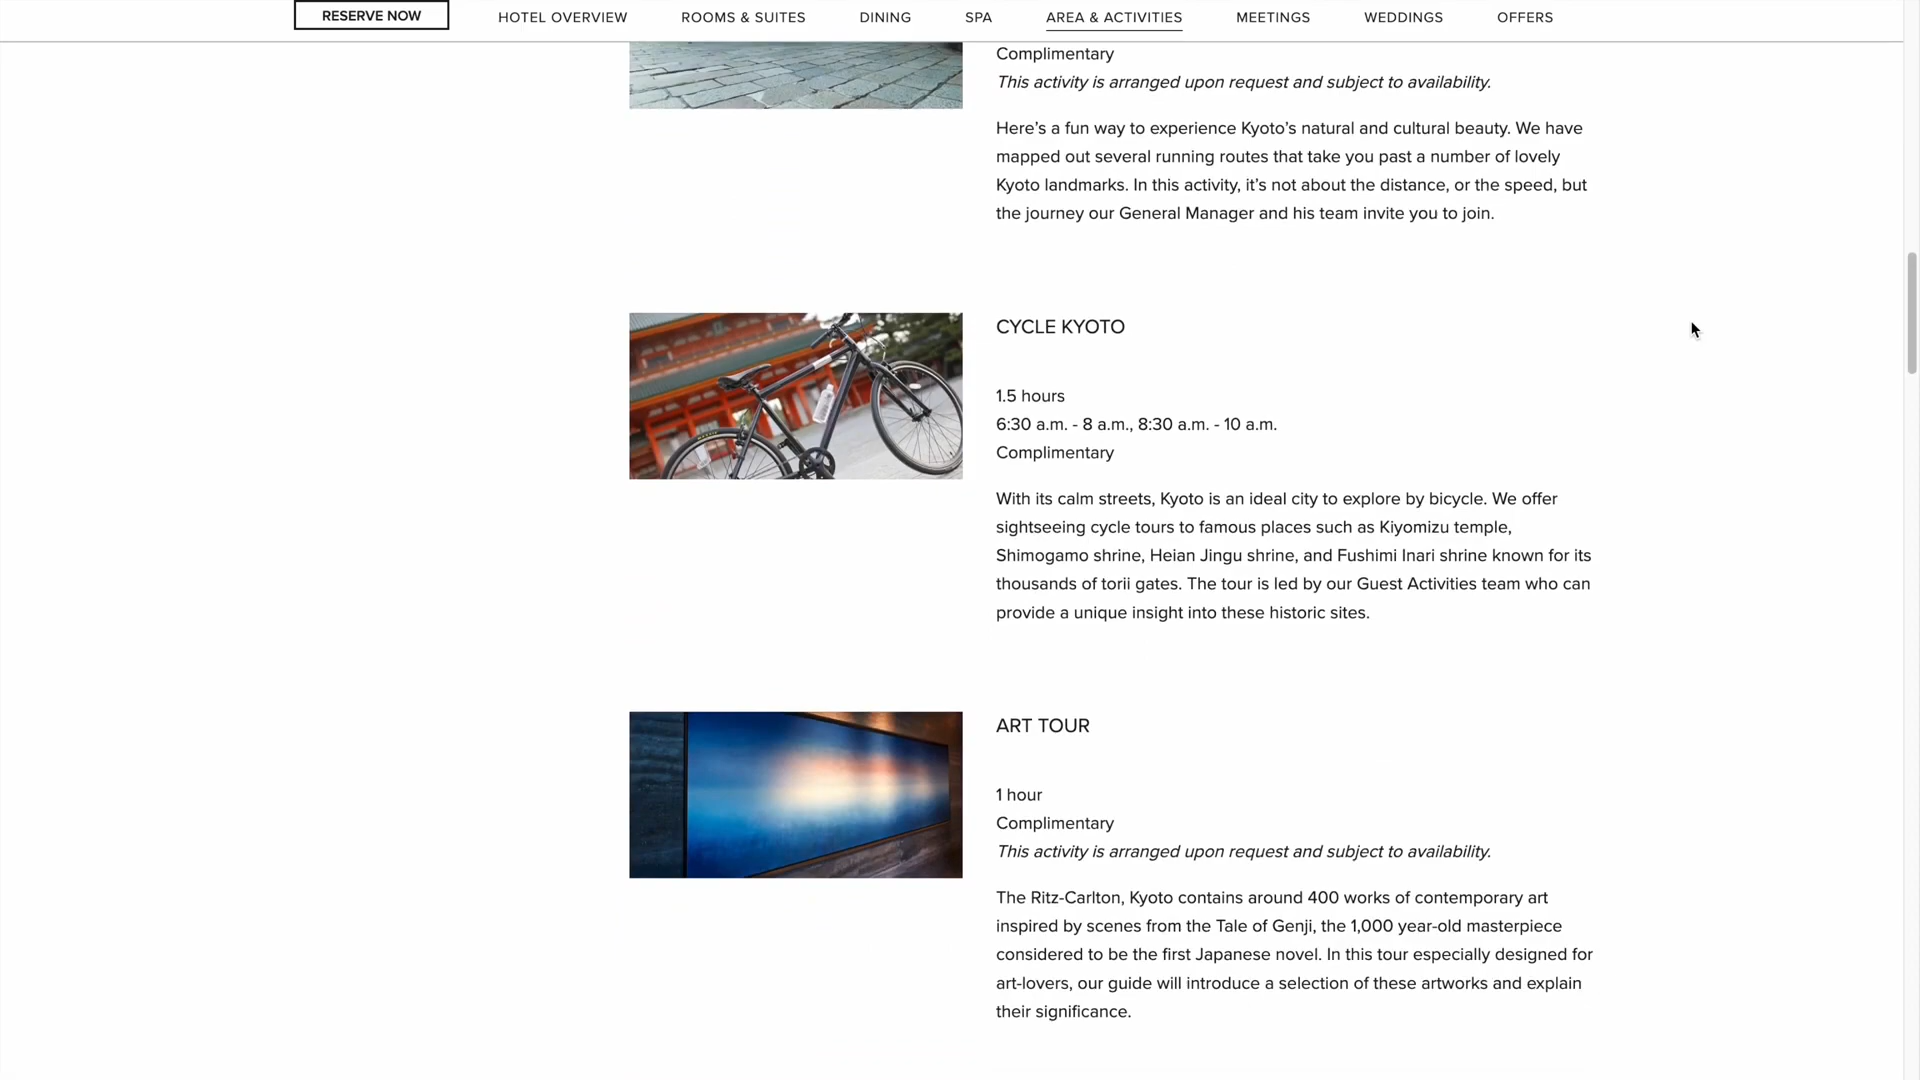 RESERVE NOW
HOTEL OVERVIEW
ROOMS & SUITES
DINING
SPA
AREA & ACTIVITIES
MEETINGS
WEDDINGS
OFFERS
Complimentary
This activity is arranged upon request and subject to availability.
Here’s a fun way to experience Kyoto’s natural and cultural beauty. We have
mapped out several running routes that take you past a number of lovely
Kyoto landmarks. In this activity, it’s not about the distance, or the speed, but
the journey our General Manager and his team invite you to join.
CYCLE KYOTO
1.5 hours
6:30 a.m. - 8 a.m., 8:30 a.m. - 10 a.m.
Complimentary
With its calm streets, Kyoto is an ideal city to explore by bicycle. We offer
sightseeing cycle tours to famous places such as Kiyomizu temple,
Shimogamo shrine, Heian Jingu shrine, and Fushimi Inari shrine known for its
thousands of torii gates. The tour is led by our Guest Activities team who can
provide a unique insight into these historic sites.
ART TOUR
1 hour
Complimentary
This activity is arranged upon request and subject to availability.
The Ritz-Carlton, Kyoto contains around 400 works of contemporary art
inspired by scenes from the Tale of Genji, the 1,000 year-old masterpiece
considered to be the first Japanese novel. In this tour especially designed for
art-lovers, our guide will introduce a selection of these artworks and explain
their significance.